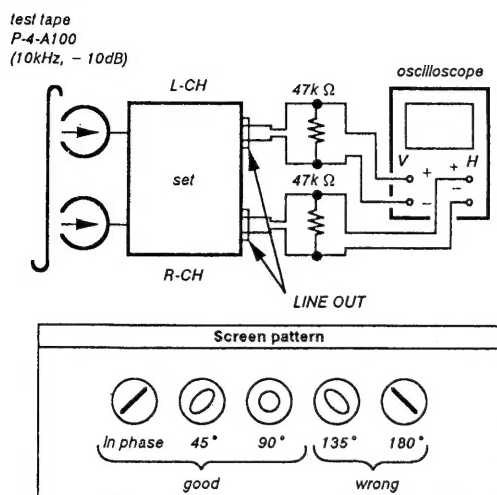 test tape
P-4-A100
(10kHz, – 10dB)
L-CH
47k Ω
oscilloscope
set
V + + H
– –
47k Ω
R-CH
LINE OUT
Screen pattern
In phase 45° 90° 135° 180°
good wrong